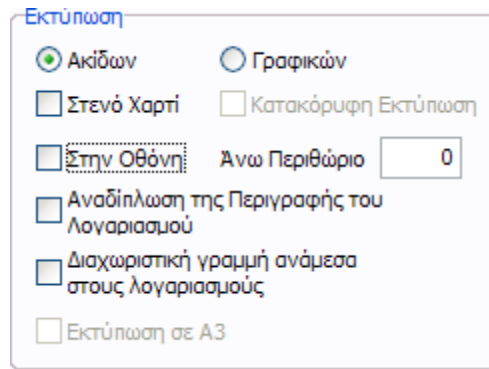 Εκτύπωση
Ακίδων Γραφικών
Στενό Χαρτί Κατακόρυφη Εκτύπωση
Στην Οθόνη Άνω Περιθώριο 0
Αναδίπλωση της Περιγραφής του
Λογαριασμού
Διαχωριστική γραμμή ανάμεσα
στους λογαριασμούς
Εκτύπωση σε Α3